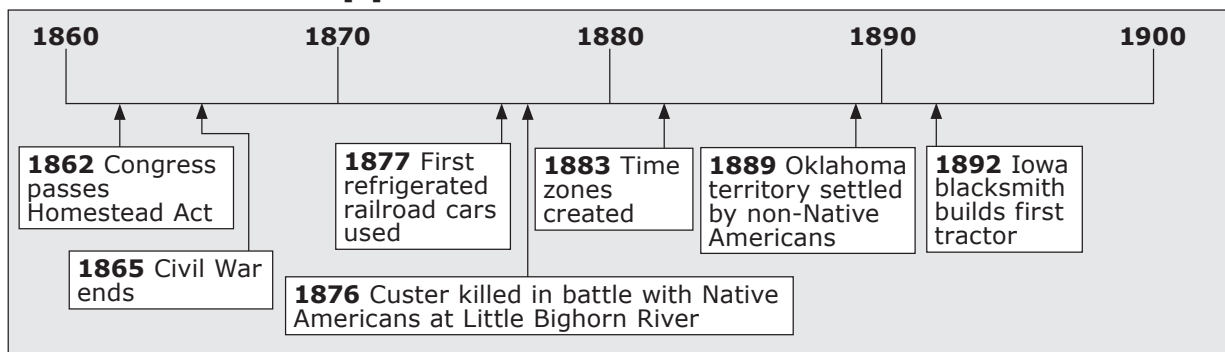 1860
1870
1880
1890
1900
1862 Congress
passes
Homestead Act
1865 Civil War
ends
1877 First
refrigerated
railroad cars
used
1876 Custer killed in battle with Native
Americans at Little Bighorn River
1883 Time
zones
created
1889 Oklahoma
territory settled
by non-Native
Americans
1892 Iowa
blacksmith
builds first
tractor